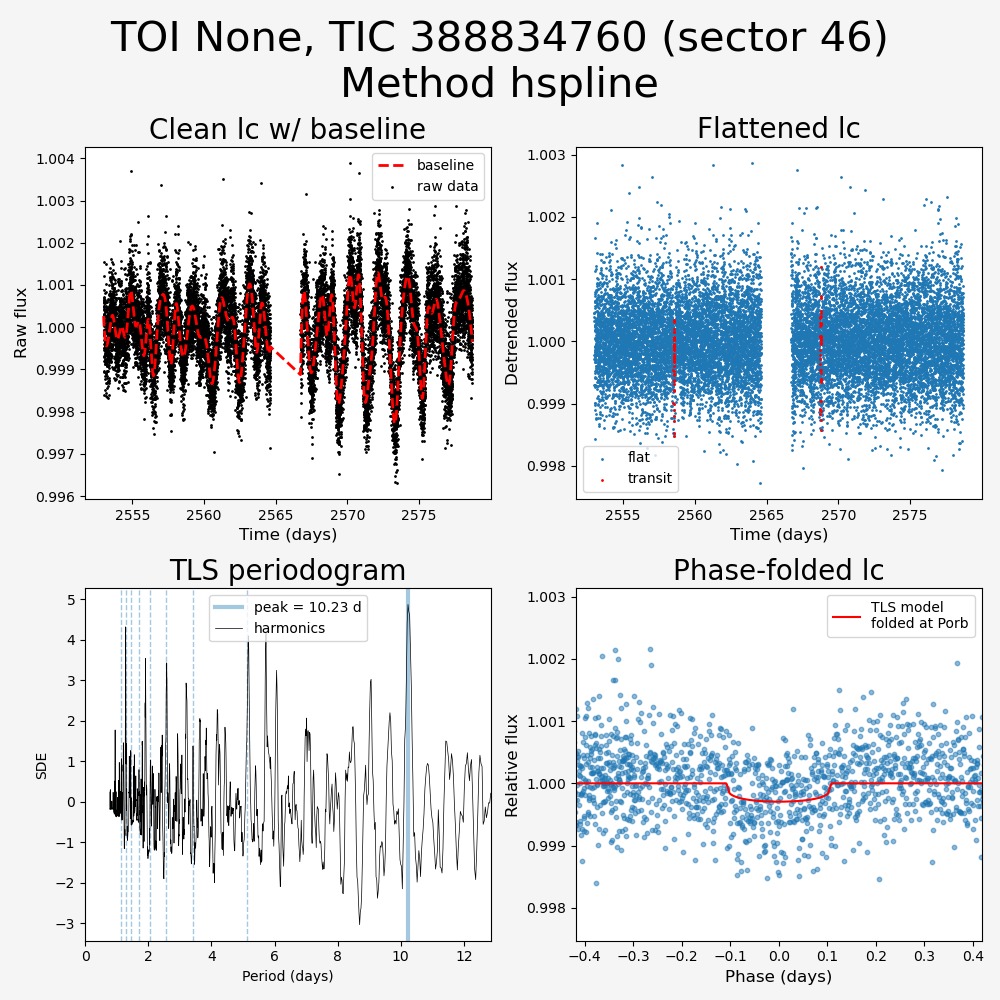 TOI None, TIC 388834760 (sector 46)
Method hspline
Clean lc w/ baseline
Raw flux
1.004
1.003
1.002
1.001
1.000
0.999
0.998
0.997
0.996
baseline
raw data
2555
2560
2565
2570
2575
Time (days)
Flattened lc
Detrended flux
1.003
1.002
1.001
1.000
0.999
0.998
flat
transit
2555
2560
2565
2570
2575
Time (days)
TLS periodogram
SDE
5
4
3
2
1
0
−1
−2
−3
peak = 10.23 d
harmonics
0
2
4
6
8
10
12
Period (days)
Phase-folded lc
Relative flux
1.003
1.002
1.001
1.000
0.999
0.998
TLS model
folded at Porb
−0.4
−0.3
−0.2
−0.1
0.0
0.1
0.2
0.3
0.4
Phase (days)